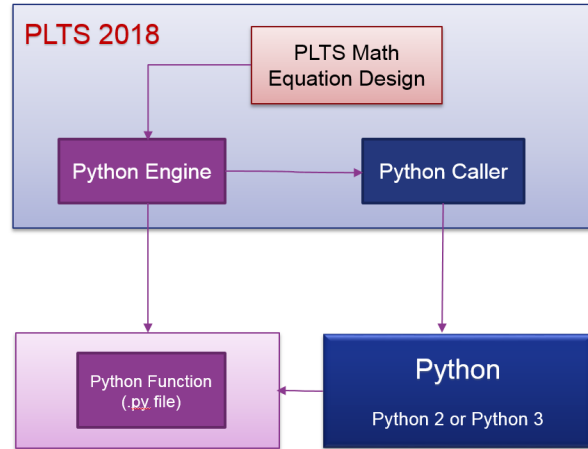 PLTS 2018
PLTS Math
Equation Design
Python Engine
Python Caller
Python Function
(.py file)
Python
Python 2 or Python 3